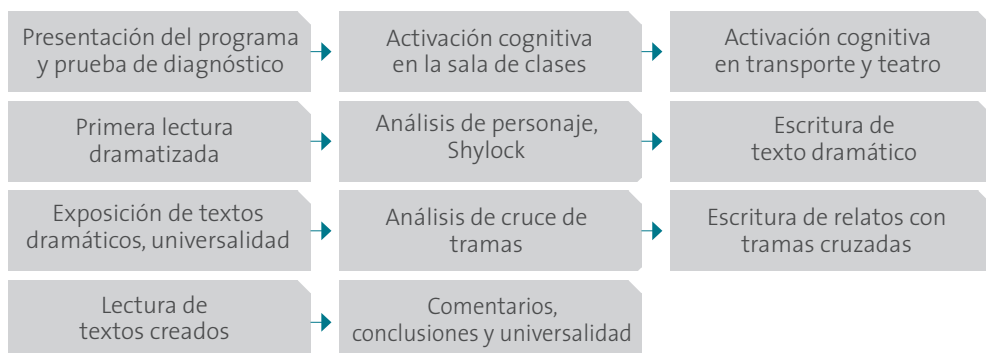 Presentación del programa
y prueba de diagnóstico
Activación cognitiva
en la sala de clases
Activación cognitiva
en transporte y teatro
Primera lectura
dramatizada
Análisis de personaje,
Shylock
Escritura de
texto dramático
Exposición de textos
dramáticos, universalidad
Análisis de cruce de
tramas
Escritura de relatos con
tramas cruzadas
Lectura de
textos creados
Comentarios,
conclusiones y universalidad